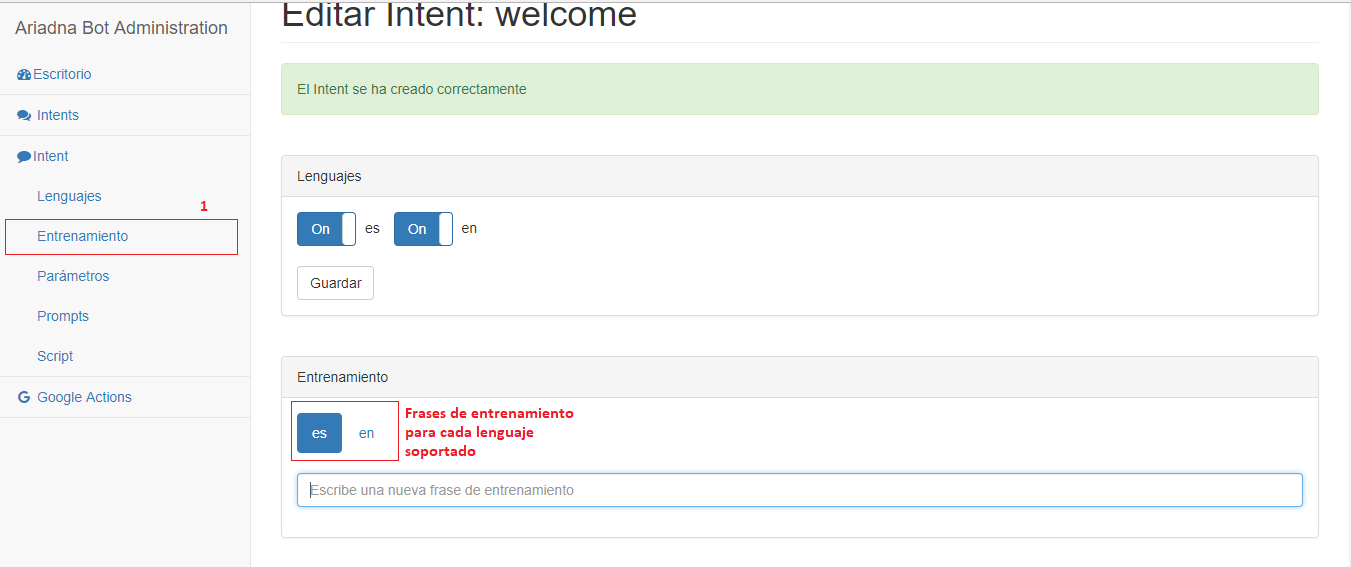 Ariadna Bot Administration
Escritorio
Intents
Intent
Lenguajes
1
Entrenamiento
Parámetros
Prompts
Script
Google Actions
Editar Intent: welcome
El Intent se ha creado correctamente
Lenguajes
On es On en
Guardar
Entrenamiento
es en
Frases de entrenamiento
para cada lenguaje
soportado
Escribe una nueva frase de entrenamiento